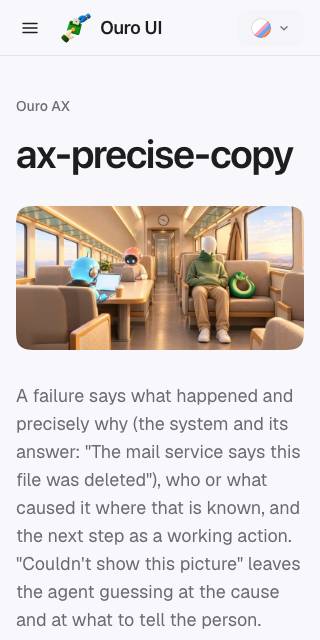 Ouro UI
Ouro AX
ax-precise-copy
A failure says what happened and
precisely why (the system and its
answer: "The mail service says this
file was deleted"), who or what
caused it where that is known, and
the next step as a working action.
"Couldn't show this picture" leaves
the agent guessing at the cause
and at what to tell the person.